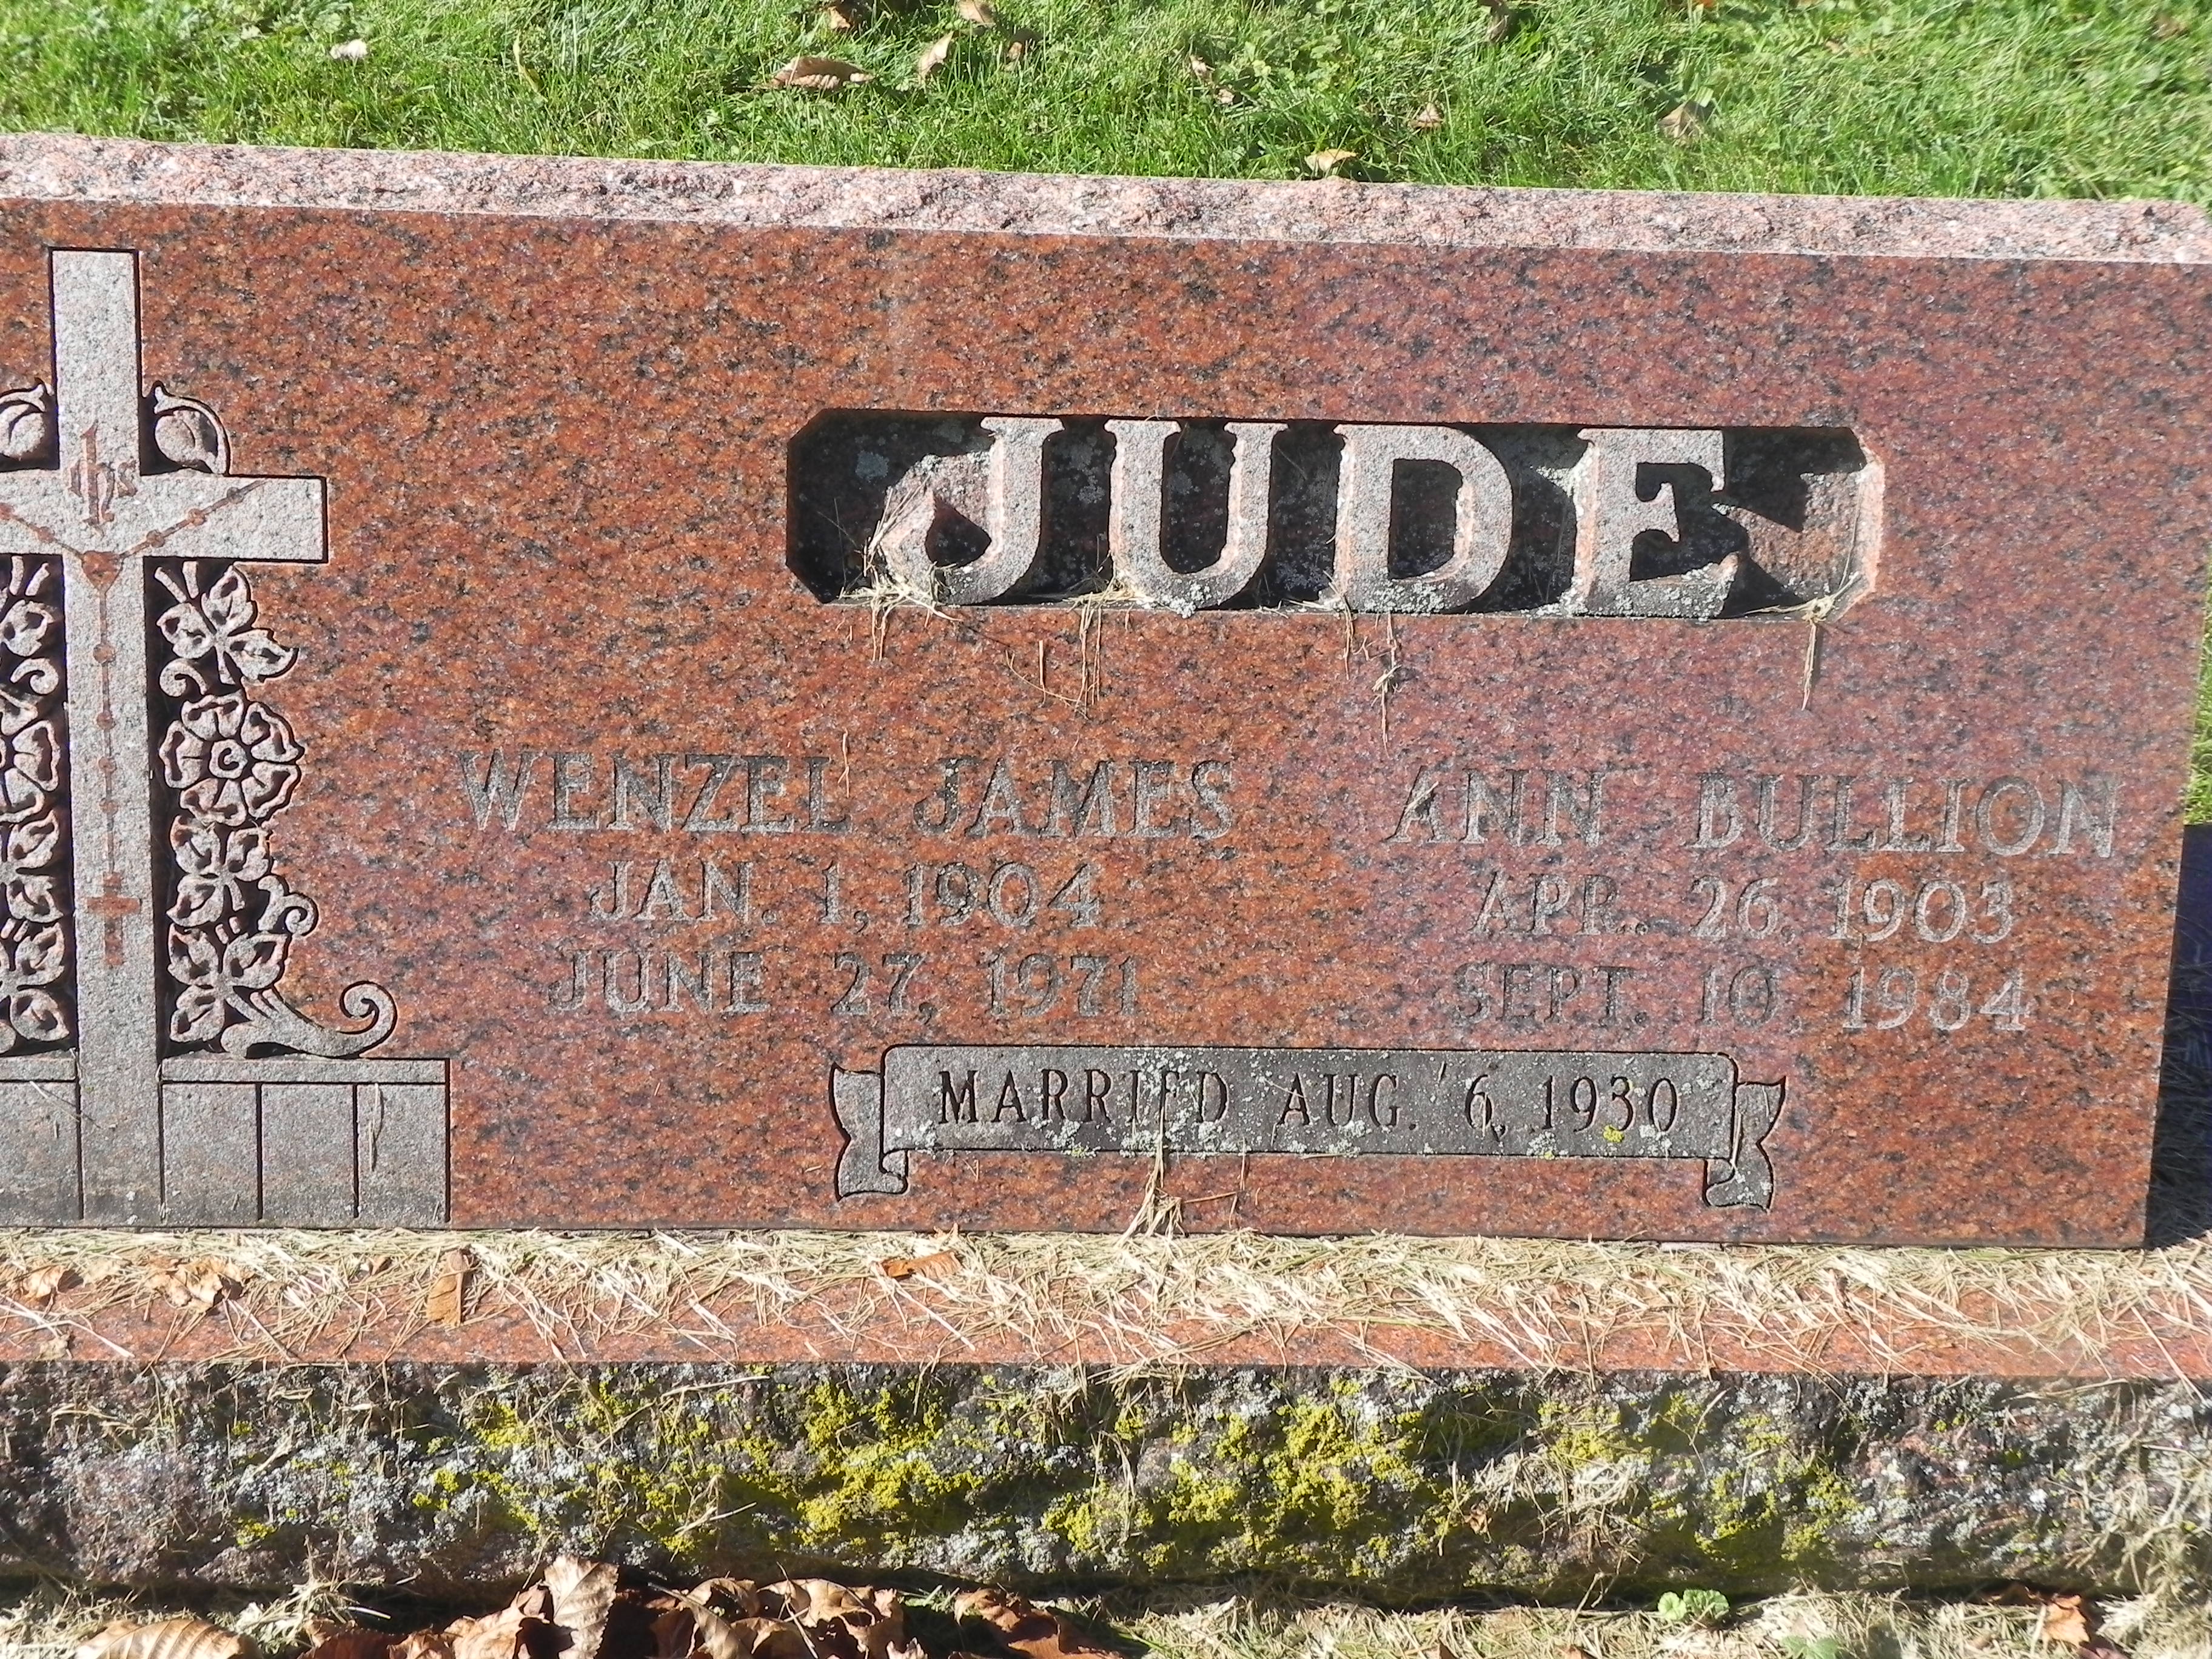 JUDE
ihs
WENZEL JAMES
JAN. 1, 1904
JUNE 27, 1971
ANN BULLION
APR. 26, 1903
SEPT. 10, 1984
MARRIED AUG. 6, 1930